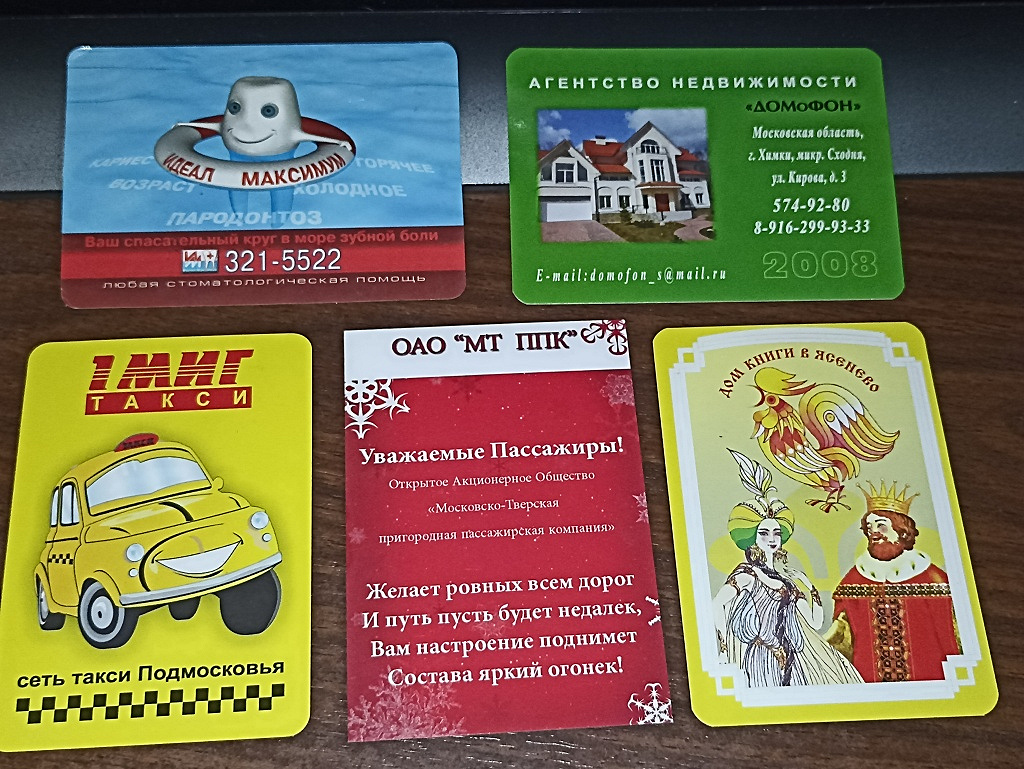 КАРИЕС
ГОРЯЧЕЕ
ИДЕАЛ МАКСИМУМ
ВОЗРАСТ
ХОЛОДНОЕ
ПАРОДОНТОЗ
Ваш спасательный круг в море зубной боли
321-5522
любая стоматологическая помощь
АГЕНТСТВО НЕДВИЖИМОСТИ
«ДОМоФОН»
Московская область,
г. Химки, микр. Сходня,
ул. Кирова, д. 3
574-92-80
8-916-299-93-33
E-mail:domofon_s@mail.ru
2008
1 МИГ
ТАКСИ
ТАКСИ
сеть такси Подмосковья
ОАО "МТ ППК"
Уважаемые Пассажиры!
Открытое Акционерное Общество
«Московско-Тверская
пригородная пассажирская компания»
Желает ровных всем дорог
И путь пусть будет недалек,
Вам настроение поднимет
Состава яркий огонек!
ДОМ КНИГИ В ЯСЕНЕВО